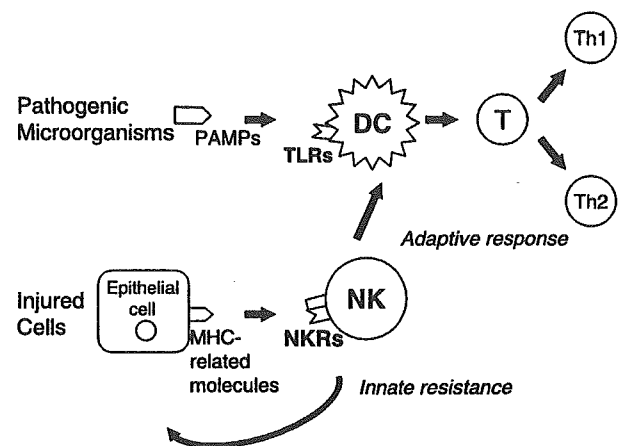 Th1
Pathogenic
Microorganisms
PAMPs
TLRs
DC
T
Th2
Adaptive response
Injured
Cells
Epithelial
cell
MHC-
related
molecules
NKRs
NK
Innate resistance